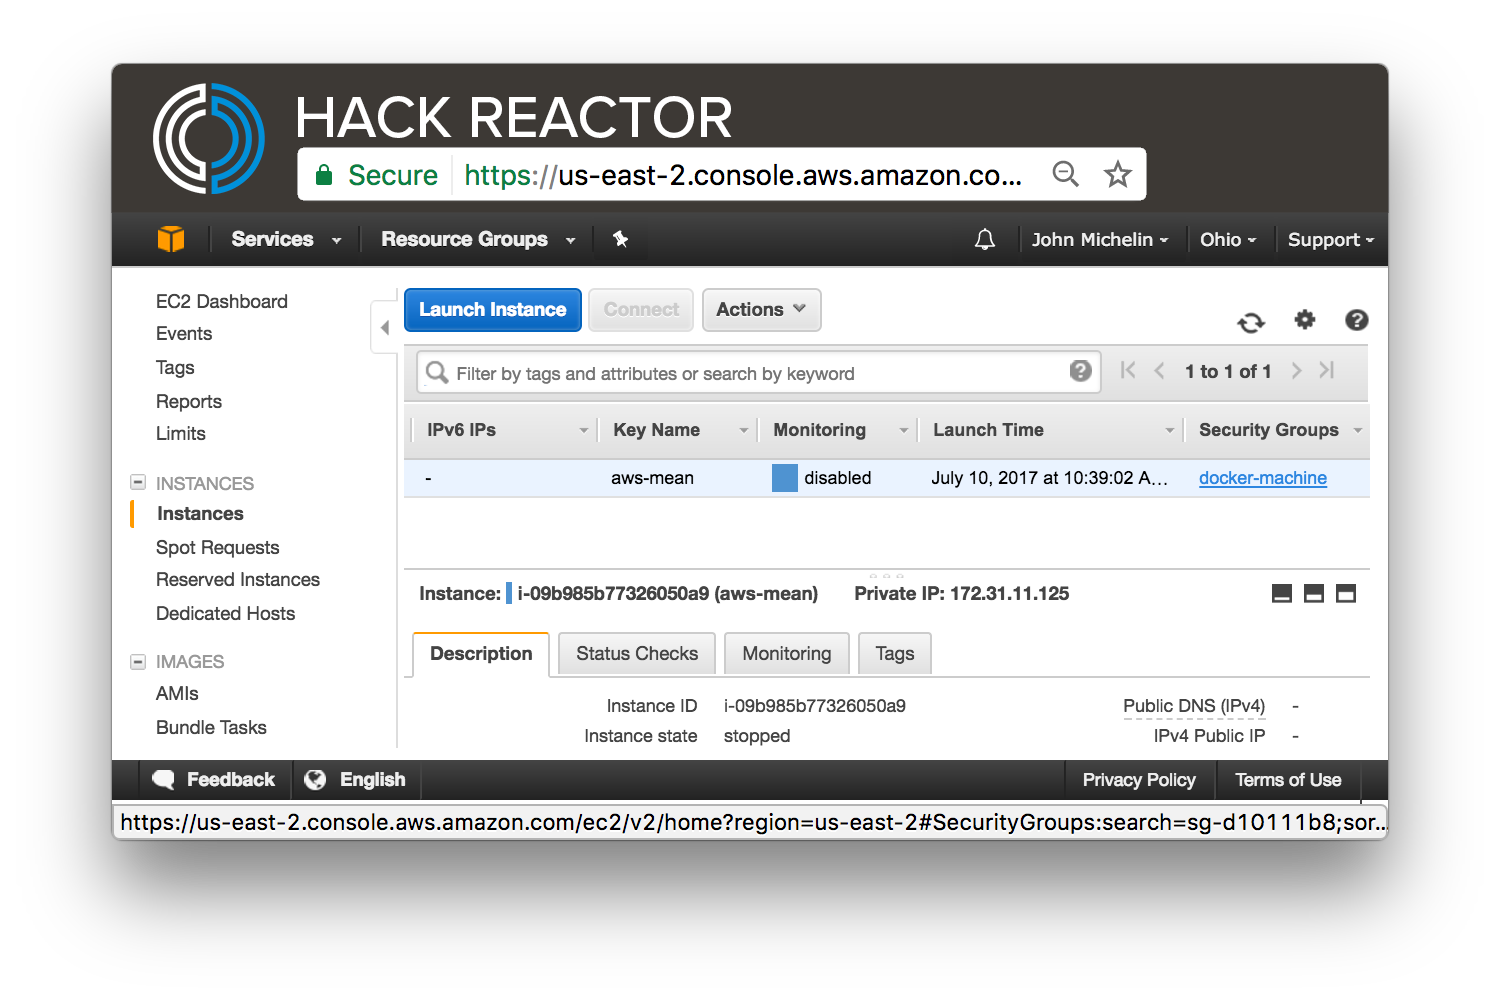 HACK REACTOR
Secure https://us-east-2.console.aws.amazon.co...
Services Resource Groups John Michelin Ohio Support
EC2 Dashboard
Events
Tags
Reports
Limits
INSTANCES
Instances
Spot Requests
Reserved Instances
Dedicated Hosts
IMAGES
AMIs
Bundle Tasks
Launch Instance Connect Actions
Filter by tags and attributes or search by keyword 1 to 1 of 1
IPv6 IPs Key Name Monitoring Launch Time Security Groups
- aws-mean disabled July 10, 2017 at 10:39:02 A... docker-machine
Instance: i-09b985b77326050a9 (aws-mean) Private IP: 172.31.11.125
Description Status Checks Monitoring Tags
Instance ID i-09b985b77326050a9 Public DNS (IPv4) -
Instance state stopped IPv4 Public IP -
Feedback English Privacy Policy Terms of Use
https://us-east-2.console.aws.amazon.com/ec2/v2/home?region=us-east-2#SecurityGroups:search=sg-d10111b8;sor...